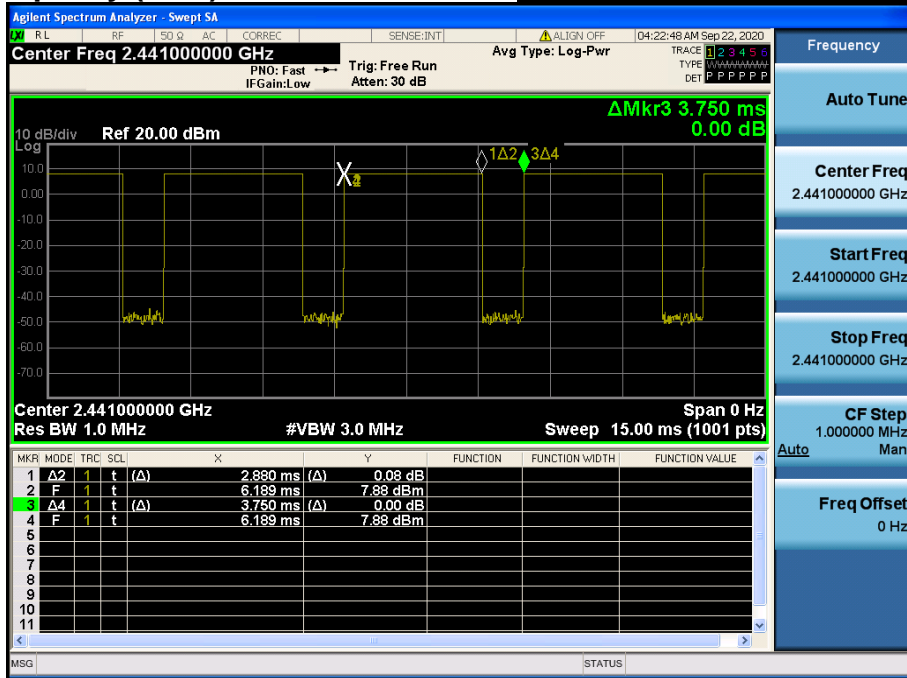 Agilent Spectrum Analyzer - Swept SA
LXI RL RF 50 Ω AC CORREC SENSE:INT ALIGN OFF 04:22:48 AM Sep 22, 2020
Center Freq 2.441000000 GHz
PNO: Fast
IFGain:Low
Trig: Free Run
Atten: 30 dB
Avg Type: Log-Pwr
TRACE 1 2 3 4 5 6
TYPE
DET P P P P P P
ΔMkr3 3.750 ms
0.00 dB
10 dB/div Ref 20.00 dBm
Log
10.0
0.00
-10.0
-20.0
-30.0
-40.0
-50.0
-60.0
-70.0
1Δ2 3Δ4
X
Center 2.441000000 GHz Span 0 Hz
Res BW 1.0 MHz #VBW 3.0 MHz Sweep 15.00 ms (1001 pts)
MKR MODE TRC SCL X Y FUNCTION FUNCTION WIDTH FUNCTION VALUE
1 Δ2 1 t (Δ) 2.880 ms (Δ) 0.08 dB
2 F 1 t 6.189 ms 7.88 dBm
3 Δ4 1 t (Δ) 3.750 ms (Δ) 0.00 dB
4 F 1 t 6.189 ms 7.88 dBm
5
6
7
8
9
10
11
MSG STATUS
Frequency
Auto Tune
Center Freq
2.441000000 GHz
Start Freq
2.441000000 GHz
Stop Freq
2.441000000 GHz
CF Step
1.000000 MHz
Auto Man
Freq Offset
0 Hz